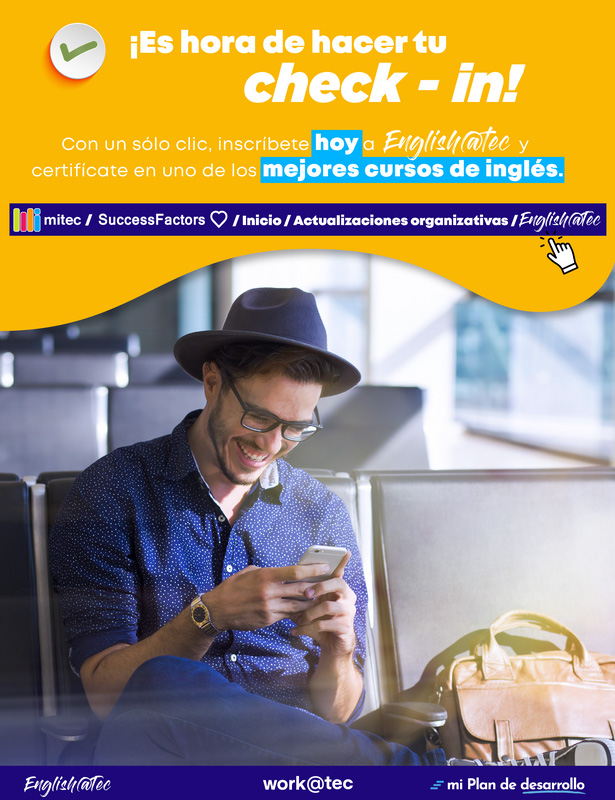 ¡Es hora de hacer tu
check - in!
Con un sólo clic, inscríbete hoy a English@tec y
certifícate en uno de los mejores cursos de inglés.
mitec / SuccessFactors / Inicio / Actualizaciones organizativas / English@tec
English@Tec work@tec mi Plan de desarrollo